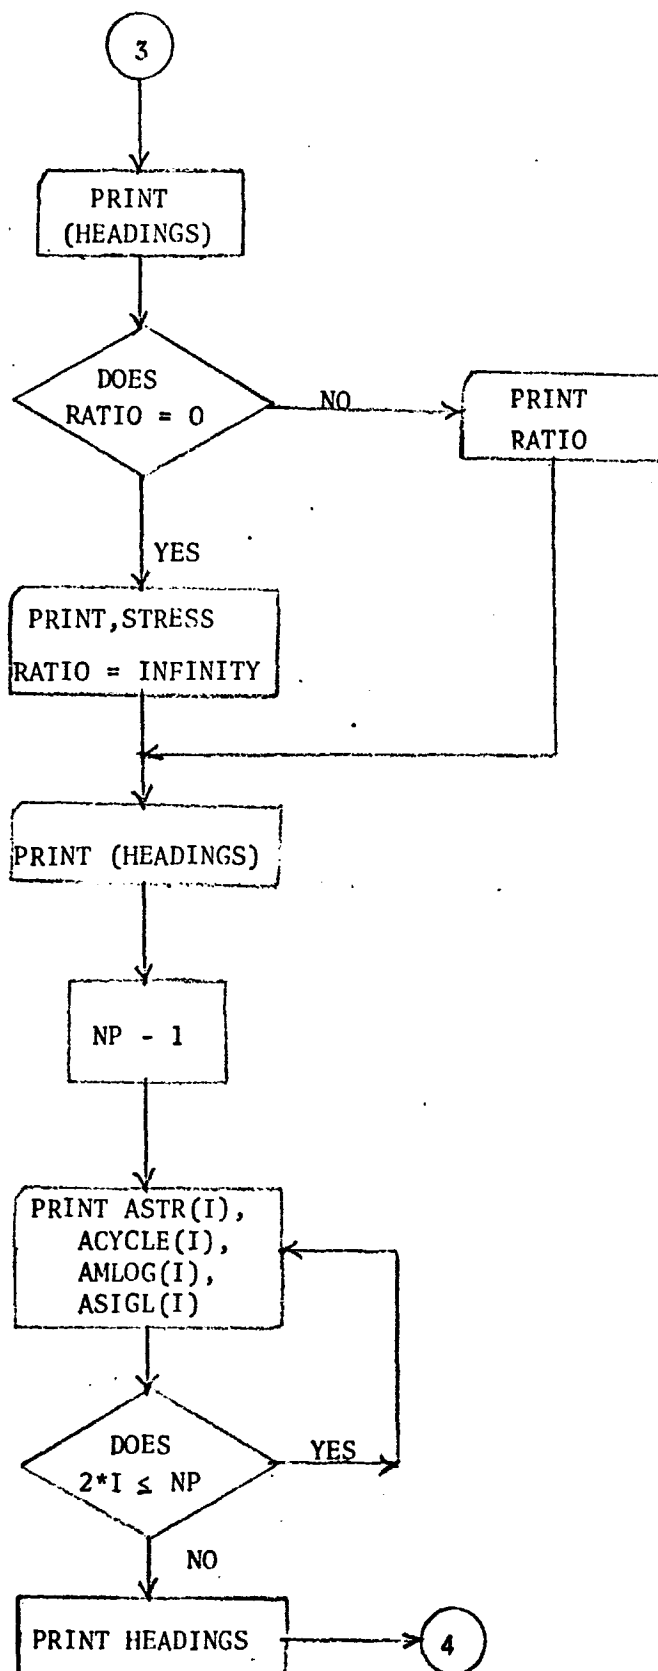 3
PRINT
(HEADINGS)
DOES
RATIO = 0
NO
PRINT
RATIO
YES
PRINT,STRESS
RATIO = INFINITY
PRINT (HEADINGS)
NP - 1
PRINT ASTR(I),
ACYCLE(I),
AMLOG(I),
ASIGL(I)
DOES
2*I ≤ NP
YES
NO
PRINT HEADINGS
4